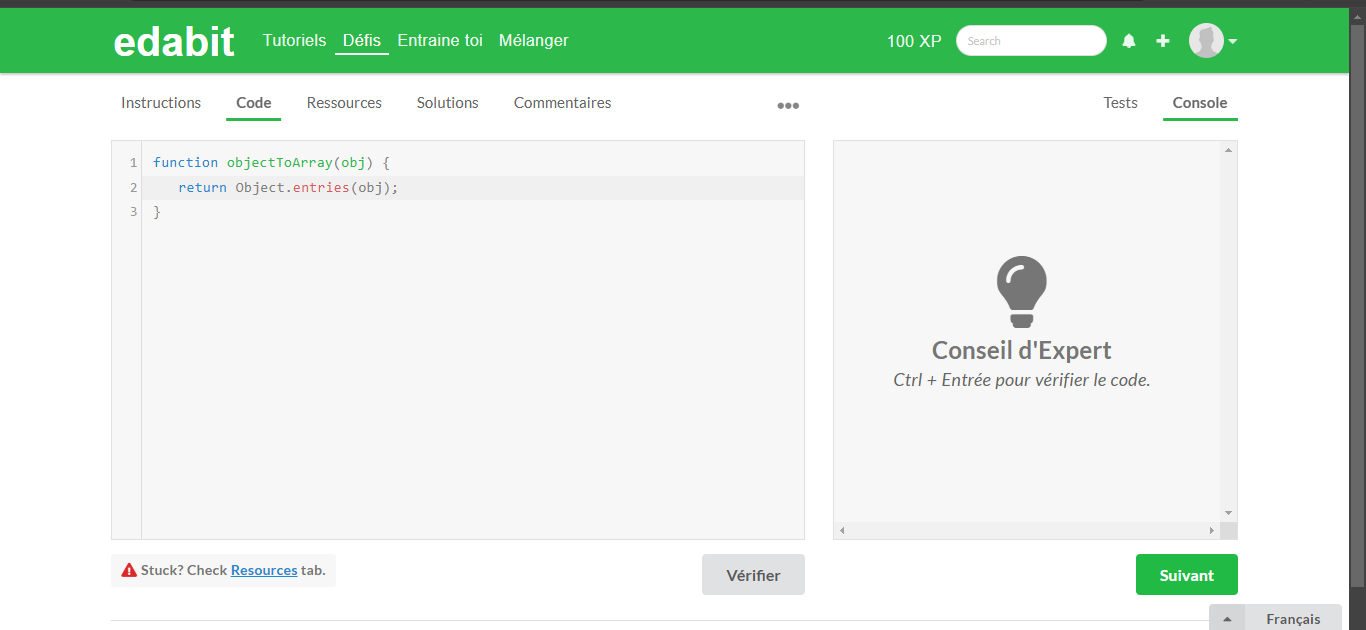 edabit Tutoriels Défis Entraine toi Mélanger 100 XP Search
Instructions Code Ressources Solutions Commentaires ••• Tests Console
1 function objectToArray(obj) {
2 return Object.entries(obj);
3 }
Conseil d'Expert
Ctrl + Entrée pour vérifier le code.
Stuck? Check Resources tab.
Vérifier
Suivant
Français